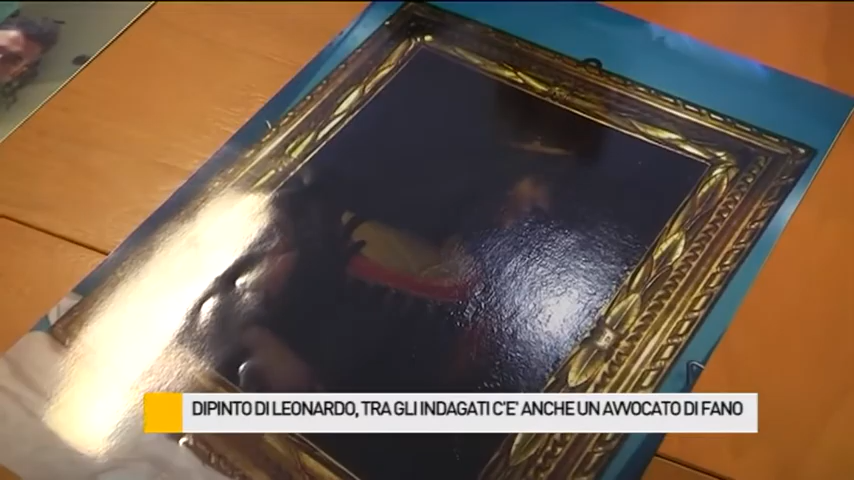 DIPINTO DI LEONARDO, TRA GLI INDAGATI C'E' ANCHE UN AVVOCATO DI FANO